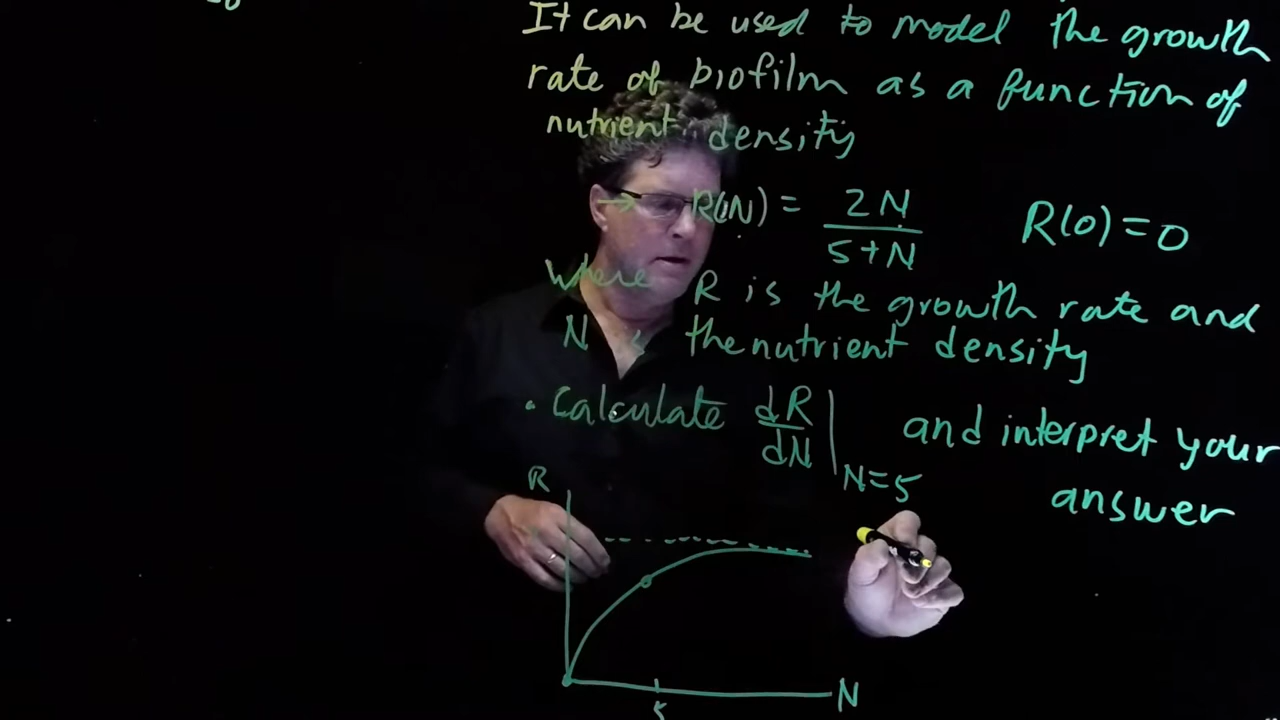 It can be used to model the growth
rate of biofilm as a function of
nutrient density
→ R(N) = 2N / 5+N R(0)=0
Where R is the growth rate and
N is the nutrient density
• Calculate dR/dN | N=5 and interpret your
answer
R
N
5